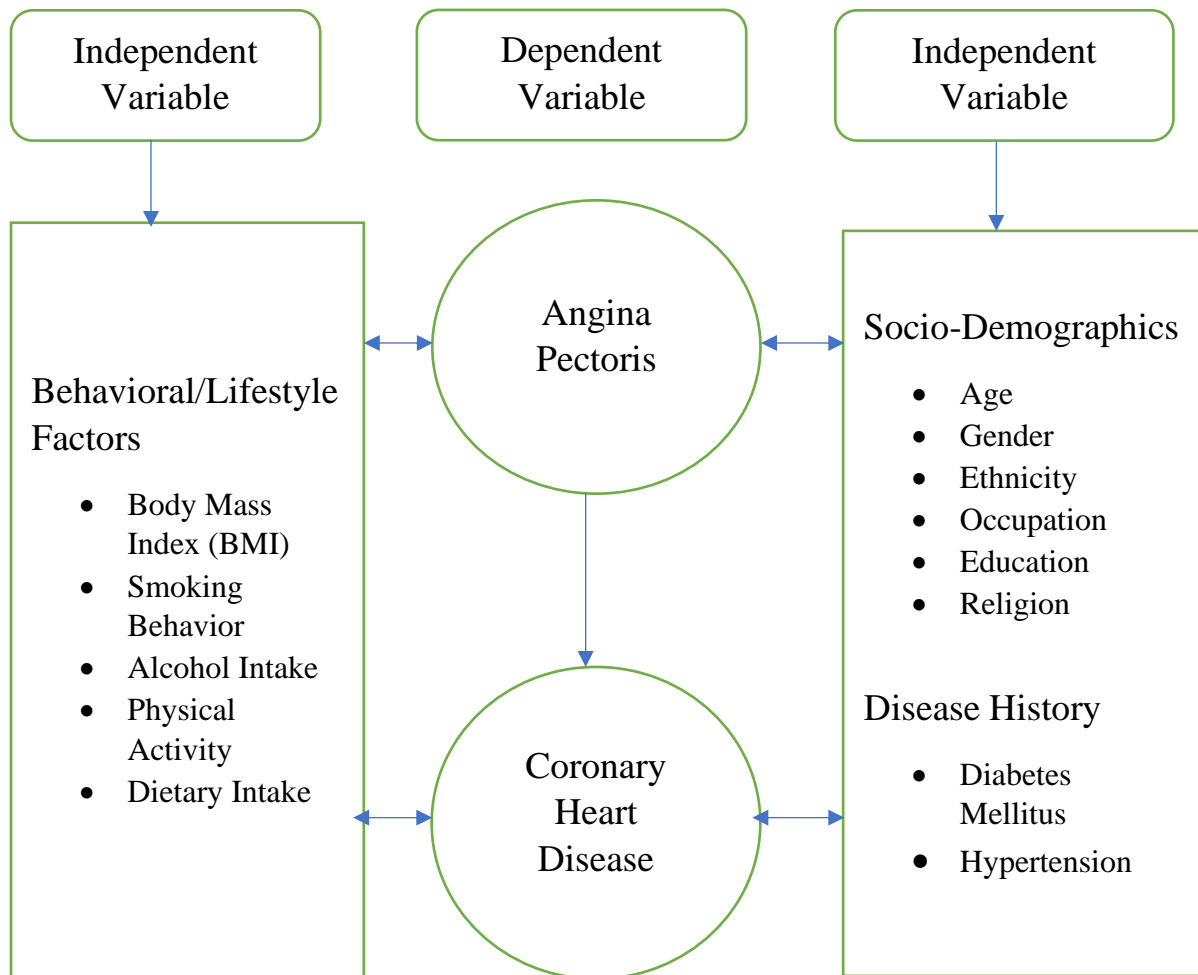 Independent
Variable
Dependent
Variable
Independent
Variable
Behavioral/Lifestyle
Factors
• Body Mass
Index (BMI)
• Smoking
Behavior
• Alcohol Intake
• Physical
Activity
• Dietary Intake
Angina
Pectoris
Coronary
Heart
Disease
Socio-Demographics
• Age
• Gender
• Ethnicity
• Occupation
• Education
• Religion
Disease History
• Diabetes
Mellitus
• Hypertension